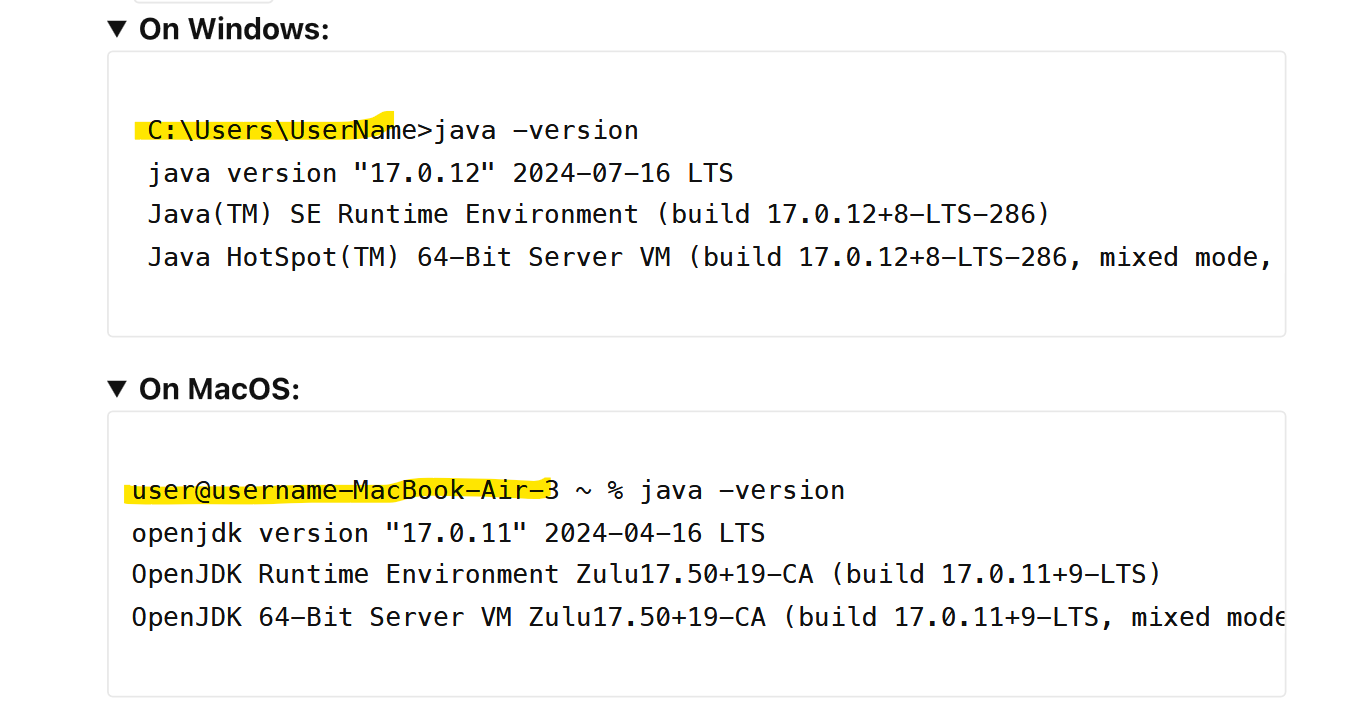 On Windows:
C:\Users\UserName>java -version
java version "17.0.12" 2024-07-16 LTS
Java(TM) SE Runtime Environment (build 17.0.12+8-LTS-286)
Java HotSpot(TM) 64-Bit Server VM (build 17.0.12+8-LTS-286, mixed mode,
On MacOS:
user@username-MacBook-Air-3 ~ % java -version
openjdk version "17.0.11" 2024-04-16 LTS
OpenJDK Runtime Environment Zulu17.50+19-CA (build 17.0.11+9-LTS)
OpenJDK 64-Bit Server VM Zulu17.50+19-CA (build 17.0.11+9-LTS, mixed mode